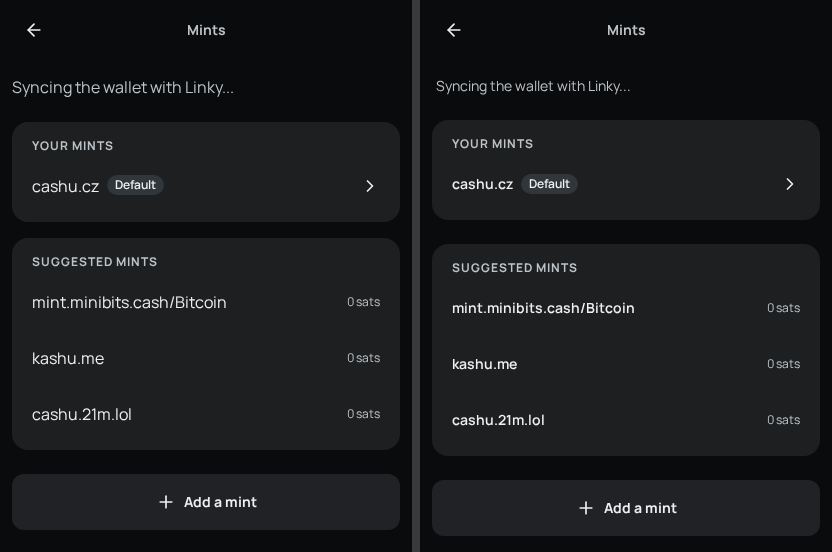 Mints
Syncing the wallet with Linky...
YOUR MINTS
cashu.cz Default
SUGGESTED MINTS
mint.minibits.cash/Bitcoin 0 sats
kashu.me 0 sats
cashu.21m.lol 0 sats
Add a mint
Mints
Syncing the wallet with Linky...
YOUR MINTS
cashu.cz Default
SUGGESTED MINTS
mint.minibits.cash/Bitcoin 0 sats
kashu.me 0 sats
cashu.21m.lol 0 sats
Add a mint